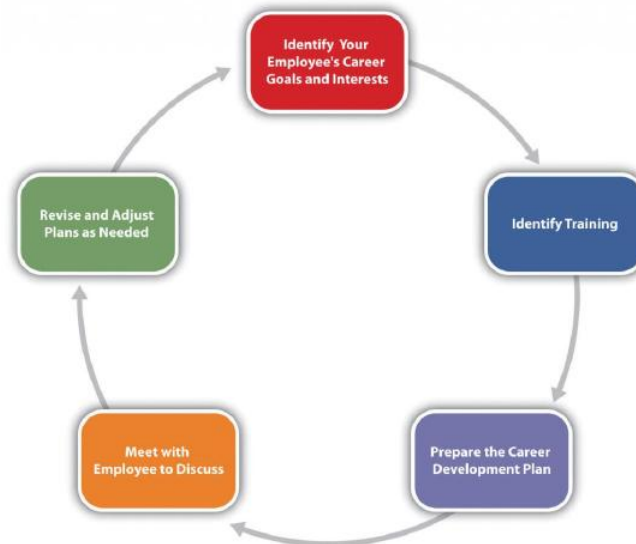 Identify Your
Employee's Career
Goals and Interests
Identify Training
Prepare the Career
Development Plan
Meet with
Employee to Discuss
Revise and Adjust
Plans as Needed